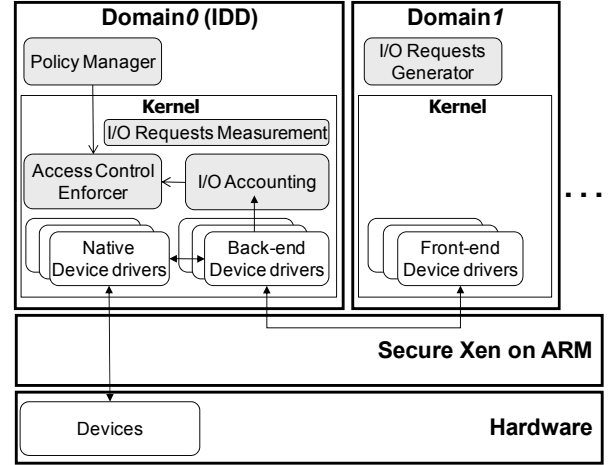 Domain0 (IDD)
Policy Manager
Kernel
I/O Requests Measurement
Access Control
Enforcer
I/O Accounting
Native
Device drivers
Back-end
Device drivers
Domain1
I/O Requests
Generator
Kernel
Front-end
Device drivers
. . .
Secure Xen on ARM
Devices
Hardware